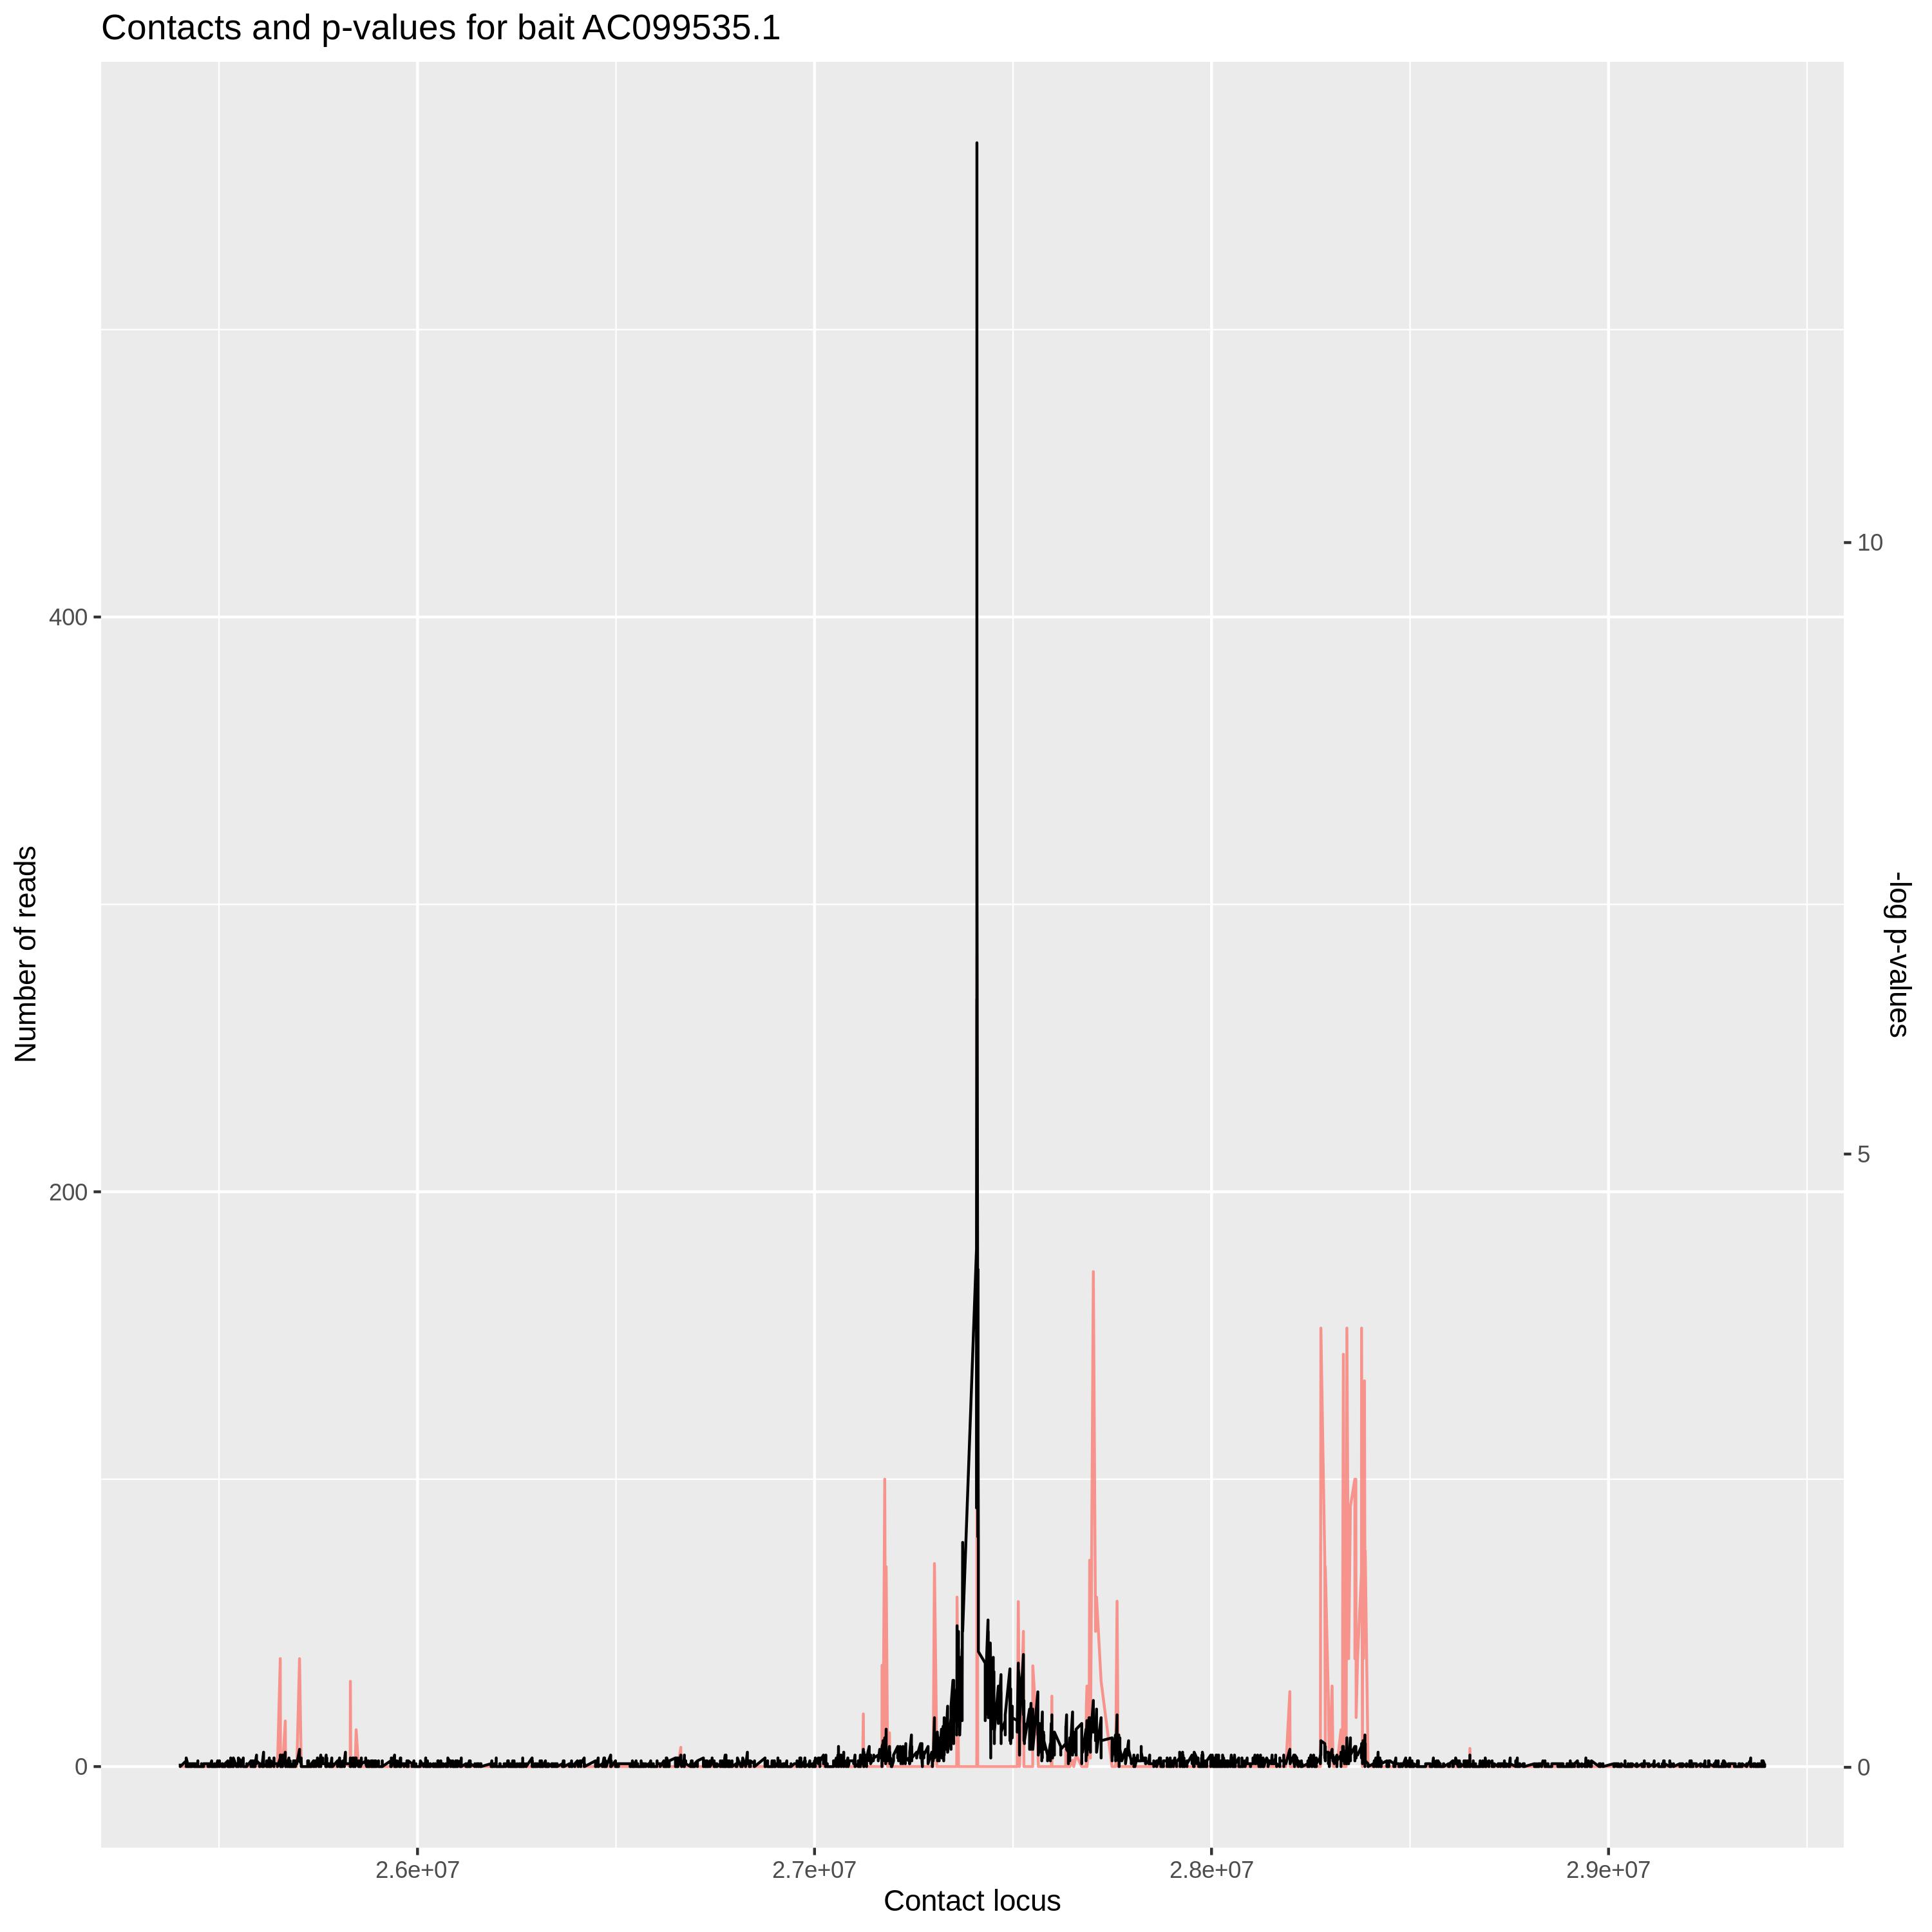 Contacts and p-values for bait AC099535.1
Number of reads
400
200
0
10
5
0
-log p-values
2.6e+07 2.7e+07 2.8e+07 2.9e+07
Contact locus